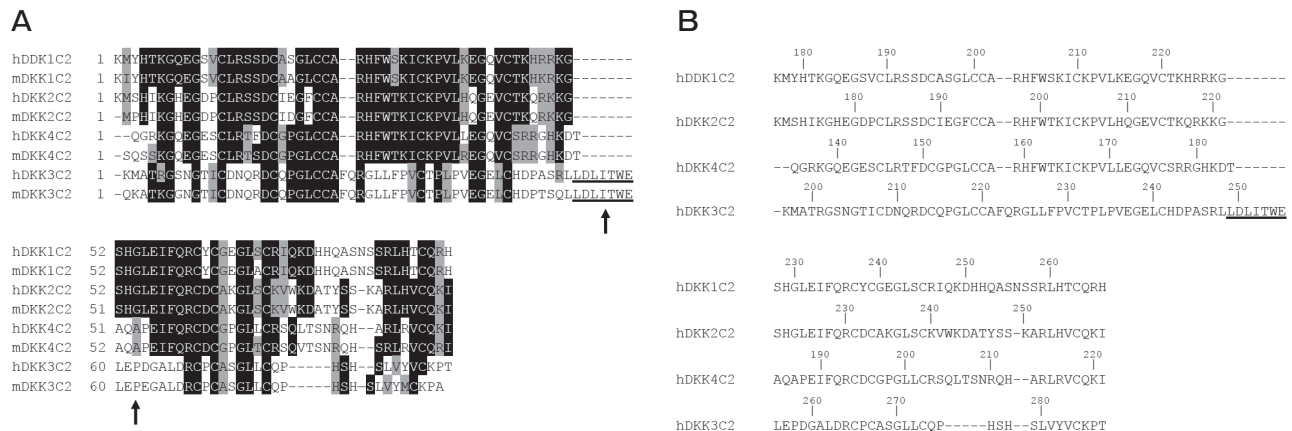 A
hDDK1C2 1 KMYHTKGQEGSVCLRSSDCASGLCCA--RHFWSKICKPVLKEGQVCTKHRRKG-------
mDKK1C2 1 KIYHTKGQEGSVCLRSSDCAAGLCCA--RHFWSKICKPVLKEGQVCTKHKRKG-------
hDKK2C2 1 KMSHIKGHEGDPCLRSSDCIEGFCCA--RHFWTKICKPVLHQGEVCTKQRKKG-------
mDKK2C2 1 KMPHIKGHEGDPCLRSSDCIDGFCCA--RHFWTKICKPVLHQGEVCTKQRKKG-------
hDKK4C2 1 --QGRKGQEGESCLRTFDCGPGLCCA--RHFWTKICKPVLLEGQVCSRRGHKDT------
mDKK4C2 1 -SQSSKGQEGESCLRTSDCGPGLCCA--RHFWTKICKPVLREGQVCSRRGHKDT------
hDKK3C2 1 -KMATRGSNGTICDNQRDCQPGLCCAFQRGLLFPVCTPLPVEGELCHDPASRLLDLITWE
mDKK3C2 1 -QKATKGGNGTICDNQRDCQPGLCCAFQRGLLFPVCTPLPVEGELCHDPTSQLLDLITWE
hDKK1C2 52 SHGLEIFQRCYCGEGLSCRIQKDHHQASNSSRLHTCQRH
mDKK1C2 52 SHGLEIFQRCYCGEGLACRIQKDHHQASNSSRLHTCQRH
hDKK2C2 52 SHGLEIFQRCDCAKGLSCKVWKDATYSS-KARLHVCQKI
mDKK2C2 51 SHGLEIFQRCDCAKGLSCKVWKDATYSS-KARLHVCQKI
hDKK4C2 51 AQAPEIFQRCDCGPGLLCRSQLTSNRQH--ARLRVCQKI
mDKK4C2 52 AQAPEIFQRCDCGPGLTCRSQVTSNRQH--SRLRVCQRI
hDKK3C2 60 LEPDGALDRCPCASGLLCQP-----HSH--SLVYVCKPT
mDKK3C2 60 LEPEGALDRCPCASGLLCQP-----HSH--SLVYMCKPA
B
180 190 200 210 220
hDDK1C2 KMYHTKGQEGSVCLRSSDCASGLCCA--RHFWSKICKPVLKEGQVCTKHRRKG-------
180 190 200 210 220
hDKK2C2 KMSHIKGHEGDPCLRSSDCIEGFCCA--RHFWTKICKPVLHQGEVCTKQRKKG-------
140 150 160 170 180
hDKK4C2 --QGRKGQEGESCLRTFDCGPGLCCA--RHFWTKICKPVLLEGQVCSRRGHKDT------
200 210 220 230 240 250
hDKK3C2 -KMATRGSNGTICDNQRDCQPGLCCAFQRGLLFPVCTPLPVEGELCHDPASRLLDLITWE
230 240 250 260
hDKK1C2 SHGLEIFQRCYCGEGLSCRIQKDHHQASNSSRLHTCQRH
230 240 250
hDKK2C2 SHGLEIFQRCDCAKGLSCKVWKDATYSS-KARLHVCQKI
190 200 210 220
hDKK4C2 AQAPEIFQRCDCGPGLLCRSQLTSNRQH--ARLRVCQKI
260 270 280
hDKK3C2 LEPDGALDRCPCASGLLCQP-----HSH--SLVYVCKPT